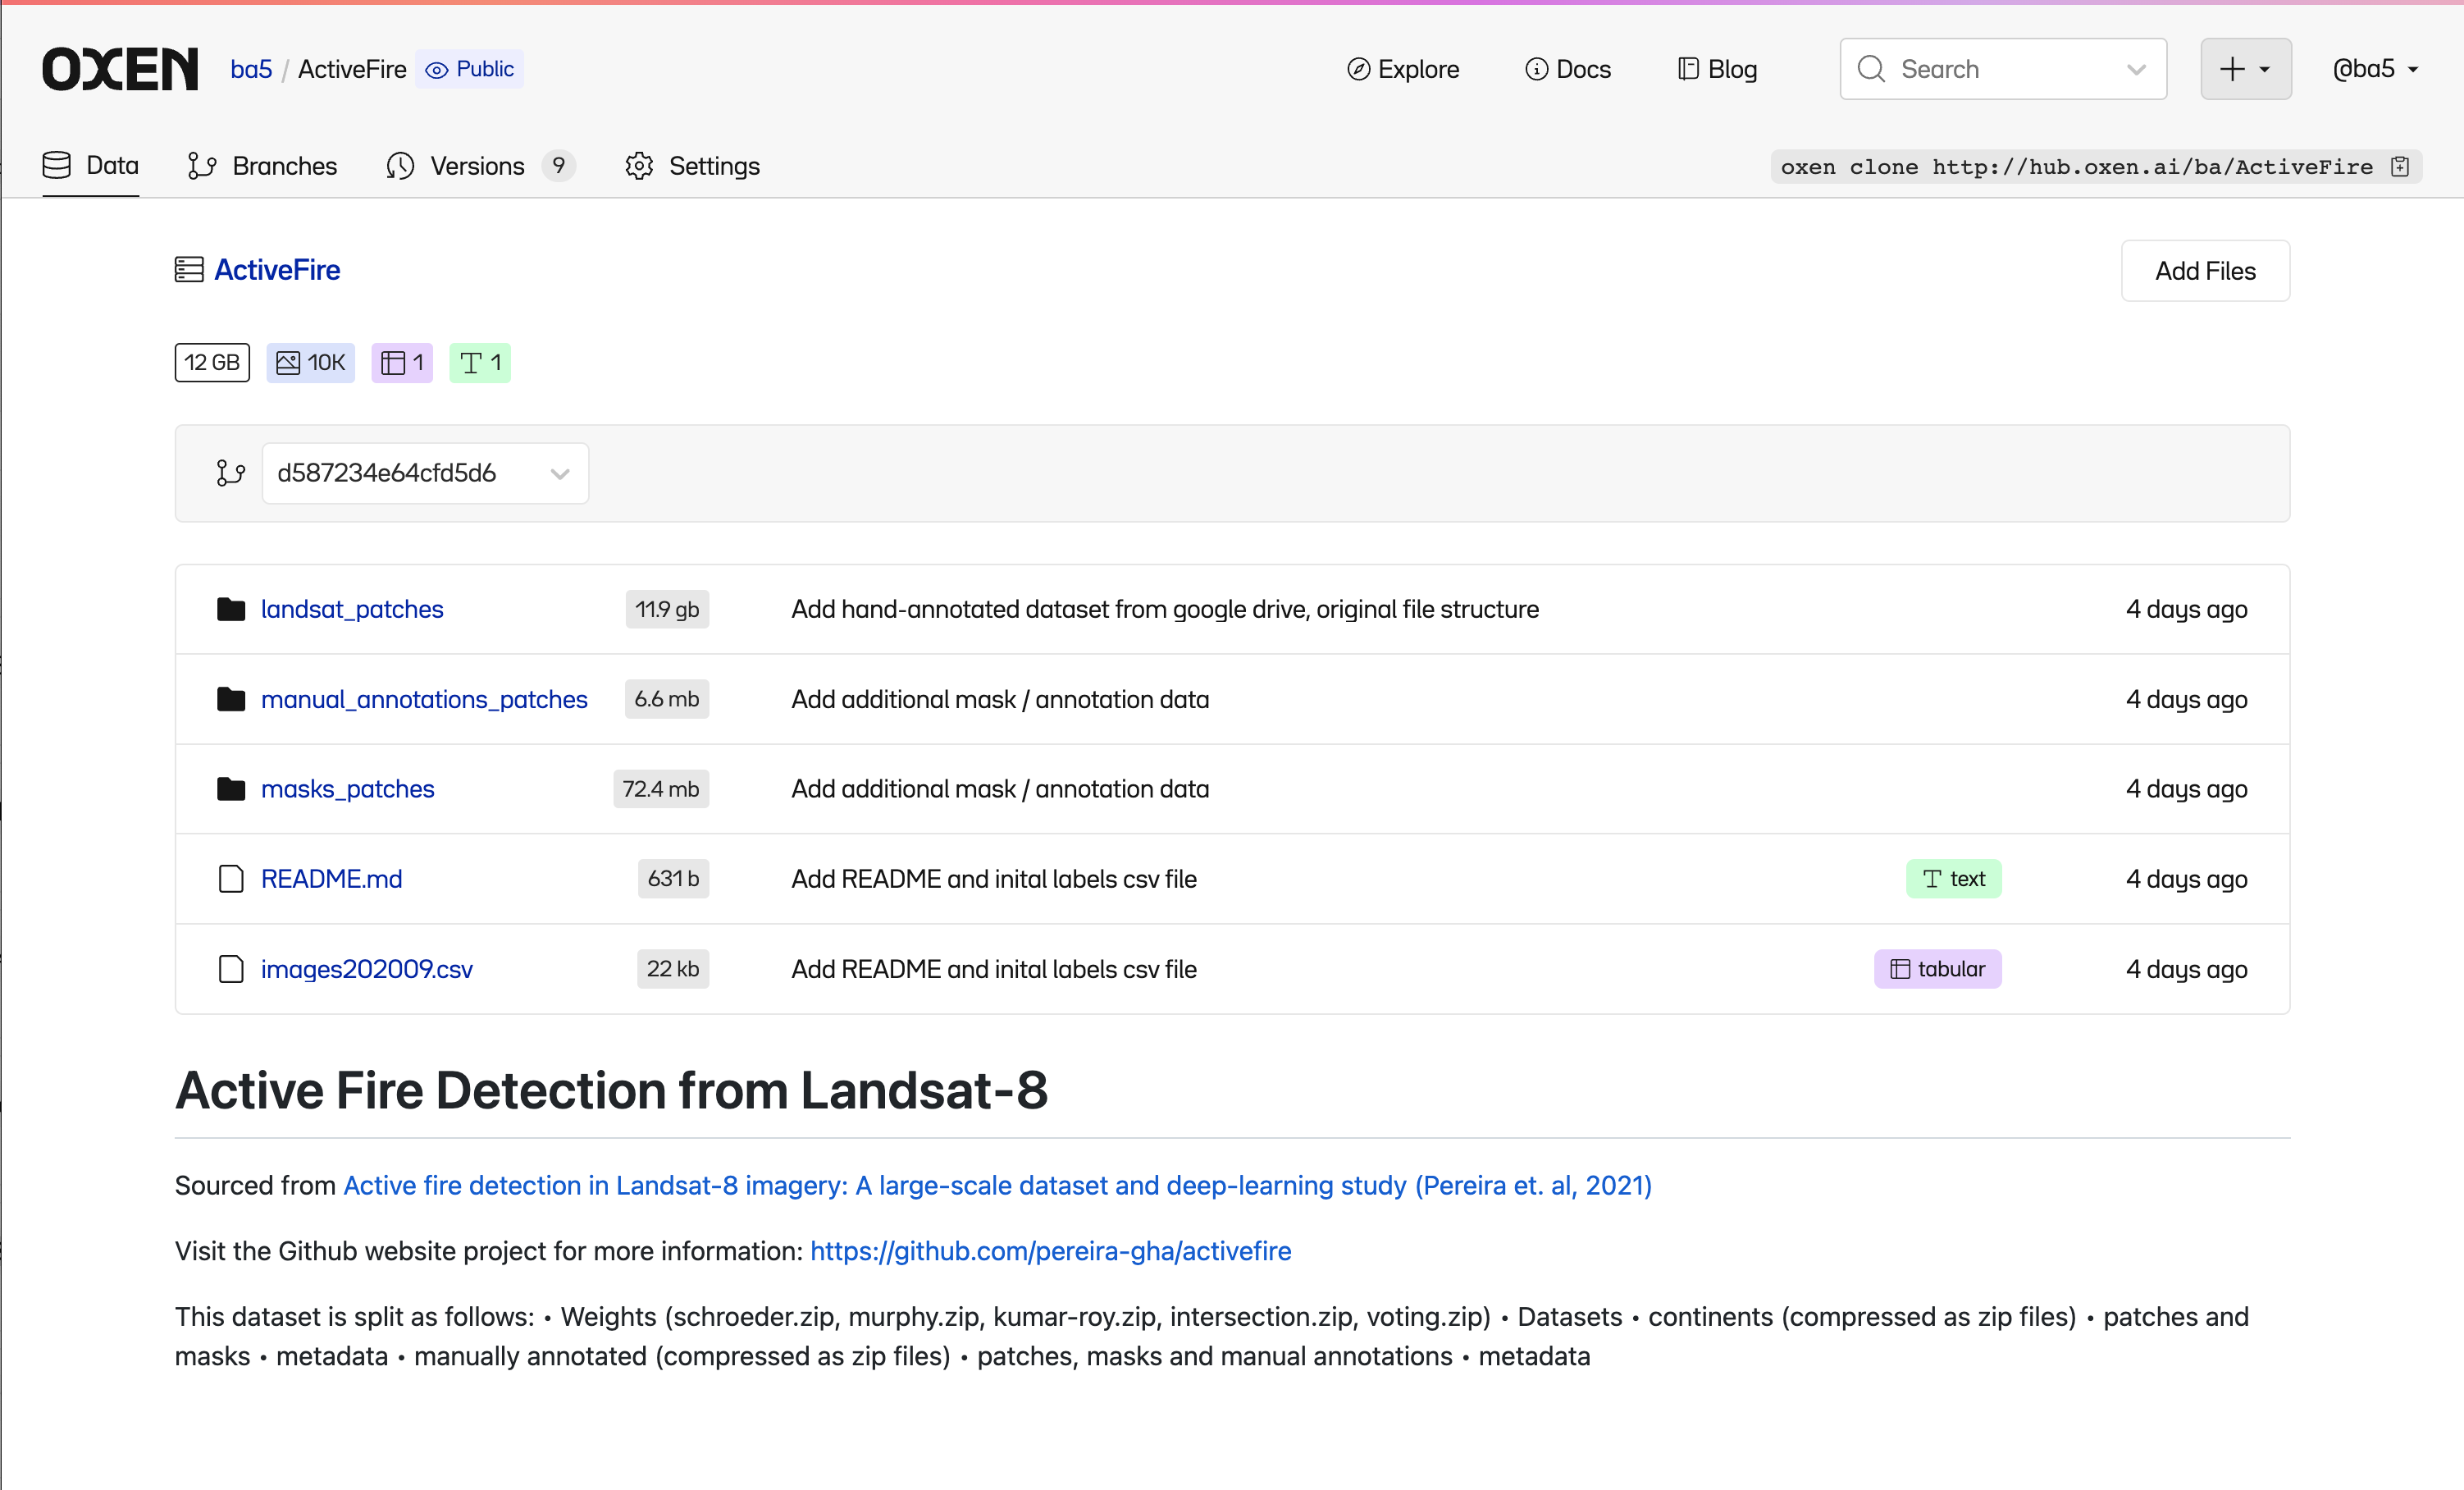 OXEN ba5 / ActiveFire Public Explore Docs Blog Search @ba5
Data Branches Versions 9 Settings oxen clone http://hub.oxen.ai/ba/ActiveFire
ActiveFire Add Files
12 GB 10K 1 1
d587234e64cfd5d6
landsat_patches 11.9 gb Add hand-annotated dataset from google drive, original file structure 4 days ago
manual_annotations_patches 6.6 mb Add additional mask / annotation data 4 days ago
masks_patches 72.4 mb Add additional mask / annotation data 4 days ago
README.md 631 b Add README and inital labels csv file text 4 days ago
images202009.csv 22 kb Add README and inital labels csv file tabular 4 days ago
Active Fire Detection from Landsat-8
Sourced from Active fire detection in Landsat-8 imagery: A large-scale dataset and deep-learning study (Pereira et. al, 2021)
Visit the Github website project for more information: https://github.com/pereira-gha/activefire
This dataset is split as follows: • Weights (schroeder.zip, murphy.zip, kumar-roy.zip, intersection.zip, voting.zip) • Datasets • continents (compressed as zip files) • patches and
masks • metadata • manually annotated (compressed as zip files) • patches, masks and manual annotations • metadata